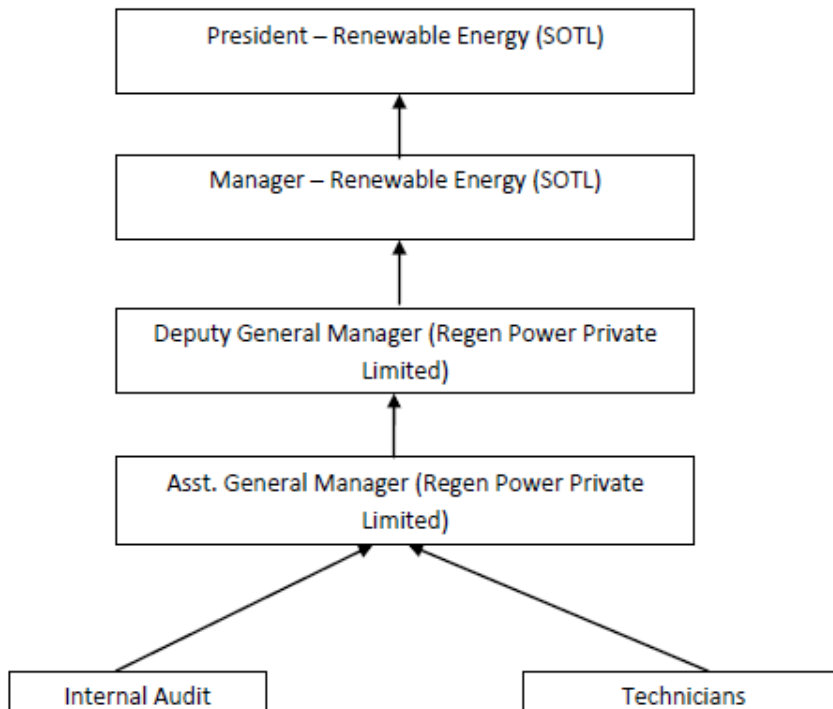 President – Renewable Energy (SOTL)
Manager – Renewable Energy (SOTL)
Deputy General Manager (Regen Power Private
Limited)
Asst. General Manager (Regen Power Private
Limited)
Internal Audit
Technicians